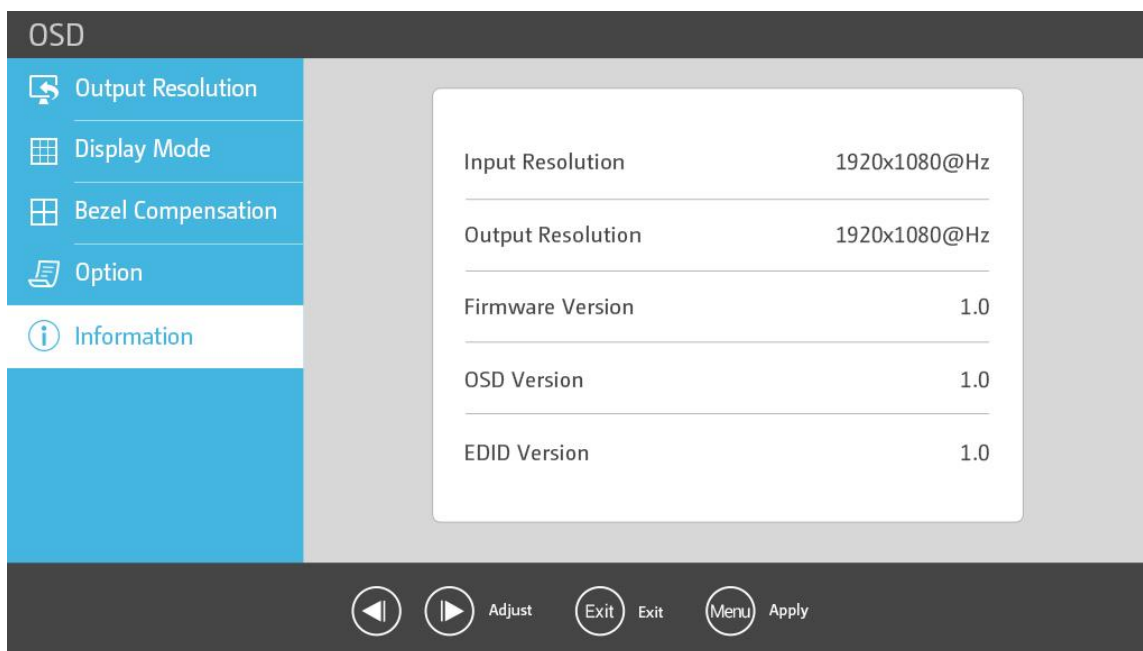 OSD
Output Resolution
Display Mode
Bezel Compensation
Option
Information
Input Resolution 1920x1080@Hz
Output Resolution 1920x1080@Hz
Firmware Version 1.0
OSD Version 1.0
EDID Version 1.0
Adjust Exit Exit Menu Apply